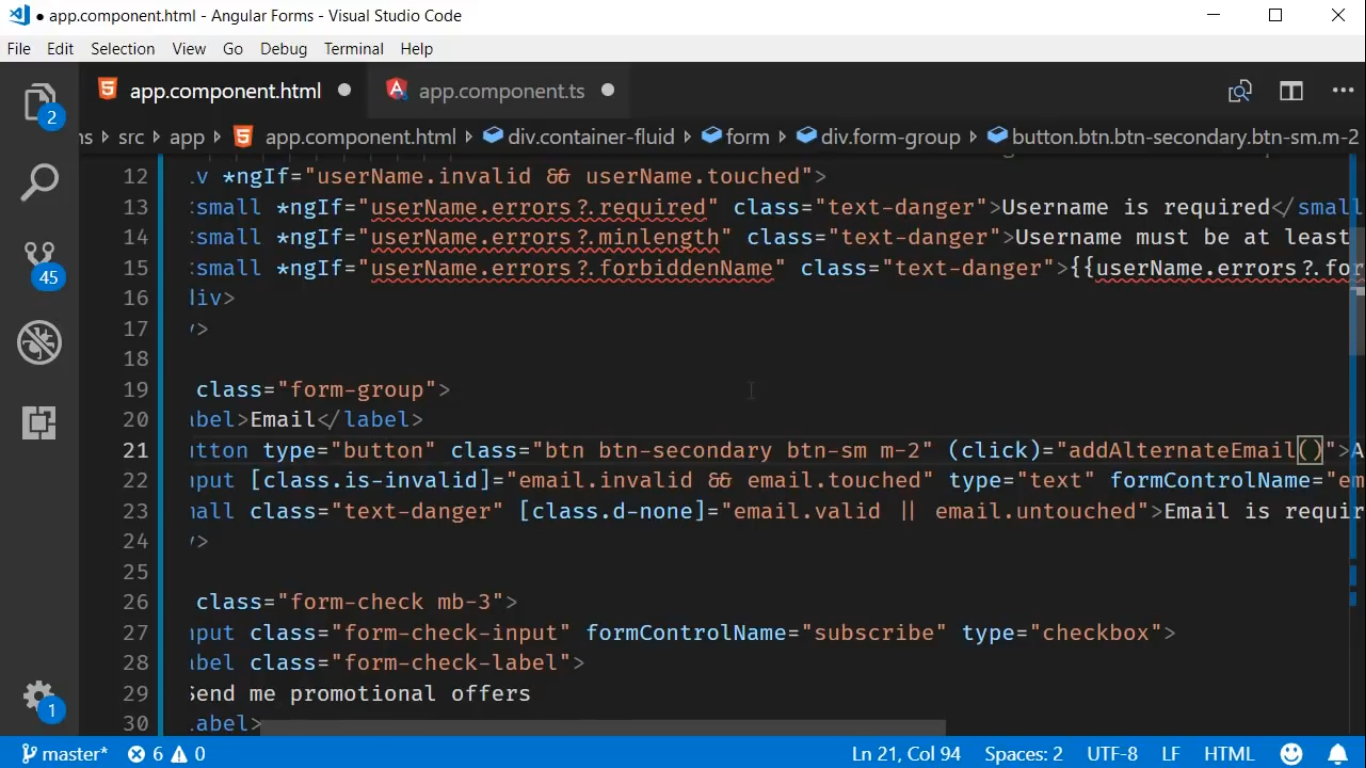 app.component.html - Angular Forms - Visual Studio Code
File Edit Selection View Go Debug Terminal Help
app.component.html app.component.ts
2
ns src app app.component.html div.container-fluid form div.form-group button.btn.btn-secondary.btn-sm.m-2
12 .v *ngIf="userName.invalid && userName.touched">
13 <small *ngIf="userName.errors?.required" class="text-danger">Username is required</small
14 <small *ngIf="userName.errors?.minlength" class="text-danger">Username must be at least
15 <small *ngIf="userName.errors?.forbiddenName" class="text-danger">{{userName.errors?.for
45
16 div>
17 >
18
19 class="form-group">
20 abel>Email</label>
21 utton type="button" class="btn btn-secondary btn-sm m-2" (click)="addAlternateEmail()">A
22 nput [class.is-invalid]="email.invalid && email.touched" type="text" formControlName="em
23 mall class="text-danger" [class.d-none]="email.valid || email.untouched">Email is requir
24 >
25
26 class="form-check mb-3">
27 nput class="form-check-input" formControlName="subscribe" type="checkbox">
28 abel class="form-check-label">
29 Send me promotional offers
30 label>
1
master* 6 0 Ln 21, Col 94 Spaces: 2 UTF-8 LF HTML